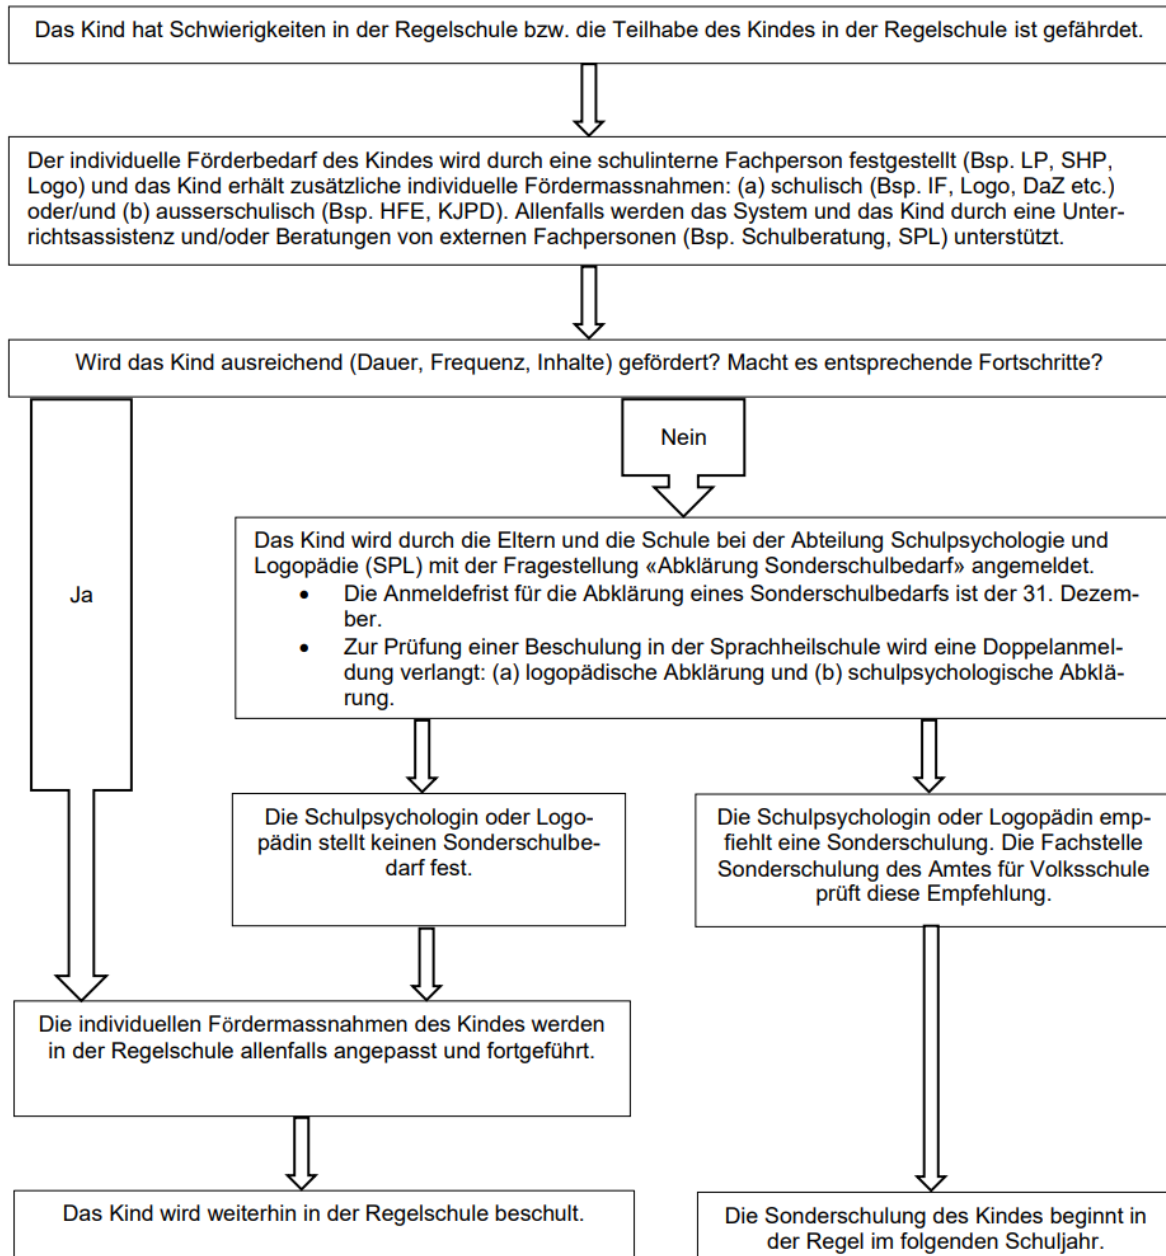 Das Kind hat Schwierigkeiten in der Regelschule bzw. die Teilhabe des Kindes in der Regelschule ist gefährdet.
Der individuelle Förderbedarf des Kindes wird durch eine schulinterne Fachperson festgestellt (Bsp. LP, SHP,
Logo) und das Kind erhält zusätzliche individuelle Fördermassnahmen: (a) schulisch (Bsp. IF, Logo, DaZ etc.)
oder/und (b) ausserschulisch (Bsp. HFE, KJPD). Allenfalls werden das System und das Kind durch eine Unter-
richtsassistenz und/oder Beratungen von externen Fachpersonen (Bsp. Schulberatung, SPL) unterstützt.
Wird das Kind ausreichend (Dauer, Frequenz, Inhalte) gefördert? Macht es entsprechende Fortschritte?
Ja
Nein
Das Kind wird durch die Eltern und die Schule bei der Abteilung Schulpsychologie und
Logopädie (SPL) mit der Fragestellung «Abklärung Sonderschulbedarf» angemeldet.
• Die Anmeldefrist für die Abklärung eines Sonderschulbedarfs ist der 31. Dezem-
ber.
• Zur Prüfung einer Beschulung in der Sprachheilschule wird eine Doppelanmel-
dung verlangt: (a) logopädische Abklärung und (b) schulpsychologische Abklä-
rung.
Die Schulpsychologin oder Logo-
pädin stellt keinen Sonderschulbe-
darf fest.
Die Schulpsychologin oder Logopädin emp-
fiehlt eine Sonderschulung. Die Fachstelle
Sonderschulung des Amtes für Volksschule
prüft diese Empfehlung.
Die individuellen Fördermassnahmen des Kindes werden
in der Regelschule allenfalls angepasst und fortgeführt.
Das Kind wird weiterhin in der Regelschule beschult.
Die Sonderschulung des Kindes beginnt in
der Regel im folgenden Schuljahr.